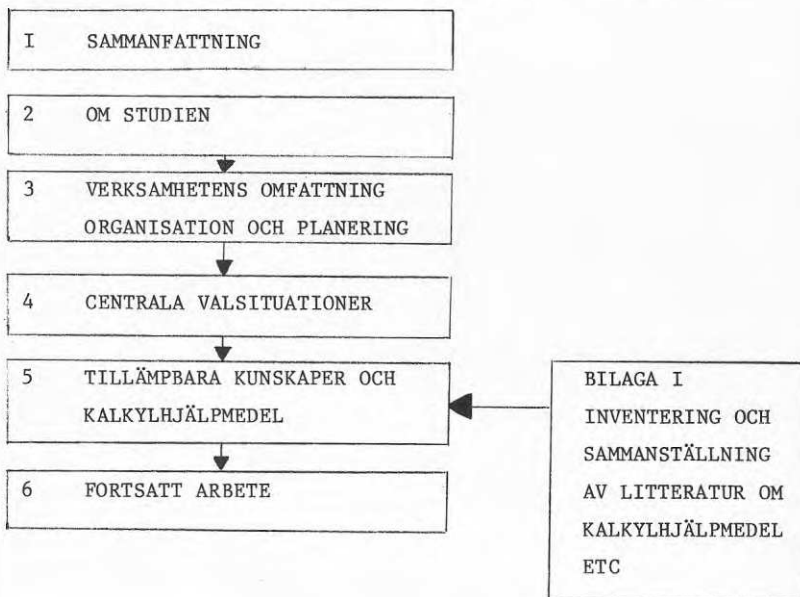 I SAMMANFATTNING
2 OM STUDIEN
3 VERKSAMHETENS OMFATTNING
ORGANISATION OCH PLANERING
4 CENTRALA VALSITUATIONER
5 TILLÄMPBARA KUNSKAPER OCH
KALKYLHJÄLPMEDEL
6 FORTSATT ARBETE
BILAGA I
INVENTERING OCH
SAMMANSTÄLLNING
AV LITTERATUR OM
KALKYLHJÄLPMEDEL
ETC